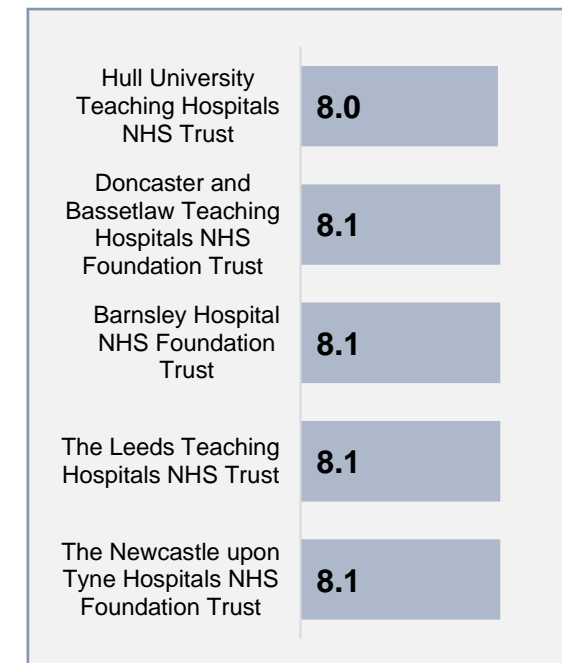 Hull University
Teaching Hospitals
NHS Trust
8.0
Doncaster and
Bassetlaw Teaching
Hospitals NHS
Foundation Trust
8.1
Barnsley Hospital
NHS Foundation
Trust
8.1
The Leeds Teaching
Hospitals NHS Trust
8.1
The Newcastle upon
Tyne Hospitals NHS
Foundation Trust
8.1